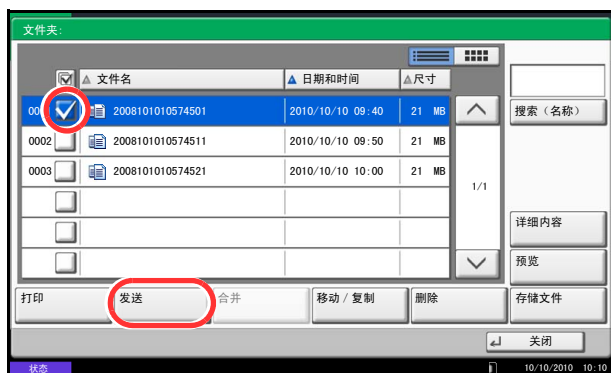 文件夹:
文件名 日期和时间 尺寸
0001 2008101010574501 2010/10/10 09:40 21 MB
搜索（名称）
0002 2008101010574511 2010/10/10 09:50 21 MB
0003 2008101010574521 2010/10/10 10:00 21 MB
1/1
详细内容
预览
打印 发送 合并 移动 / 复制 删除 存储文件
关闭
状态 10/10/2010 10:10